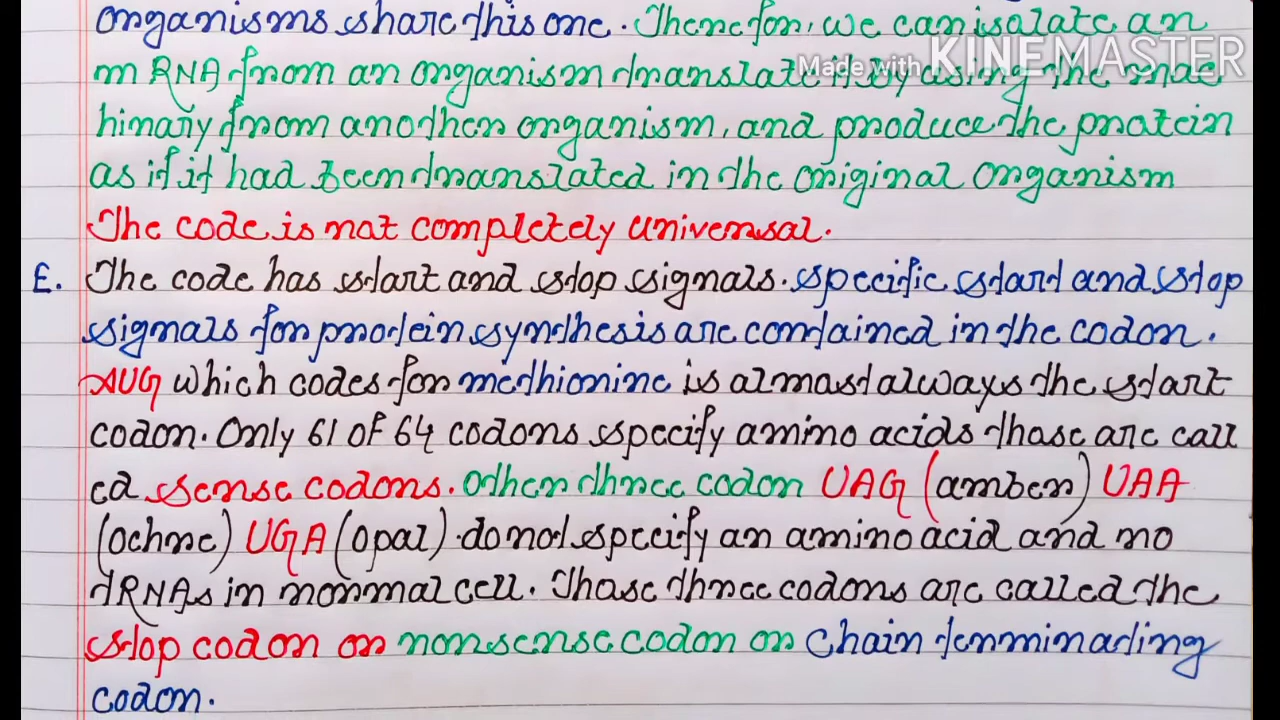 organisms share this one. Therefor, we can isolate an
mRNA from an organism translate it by using the mac
Made with KINEMASTER
hinary from another organism, and produce the protein
as if it had been translated in the original organism
The code is not completely universal.
E. The code has start and stop signals. specific start and stop
signals for protein synthesis are contained in the codon.
AUG which codes for methionine is almost always the start
codon. Only 61 of 64 codons specify amino acids those are call
ed sense codons. Other three codon UAG (amber) UAA
(ochre) UGA (opal). do not specify an amino acid and no
tRNAs in normal cell. Those three codons are called the
stop codon or nonsense codon or Chain terminating
codon.